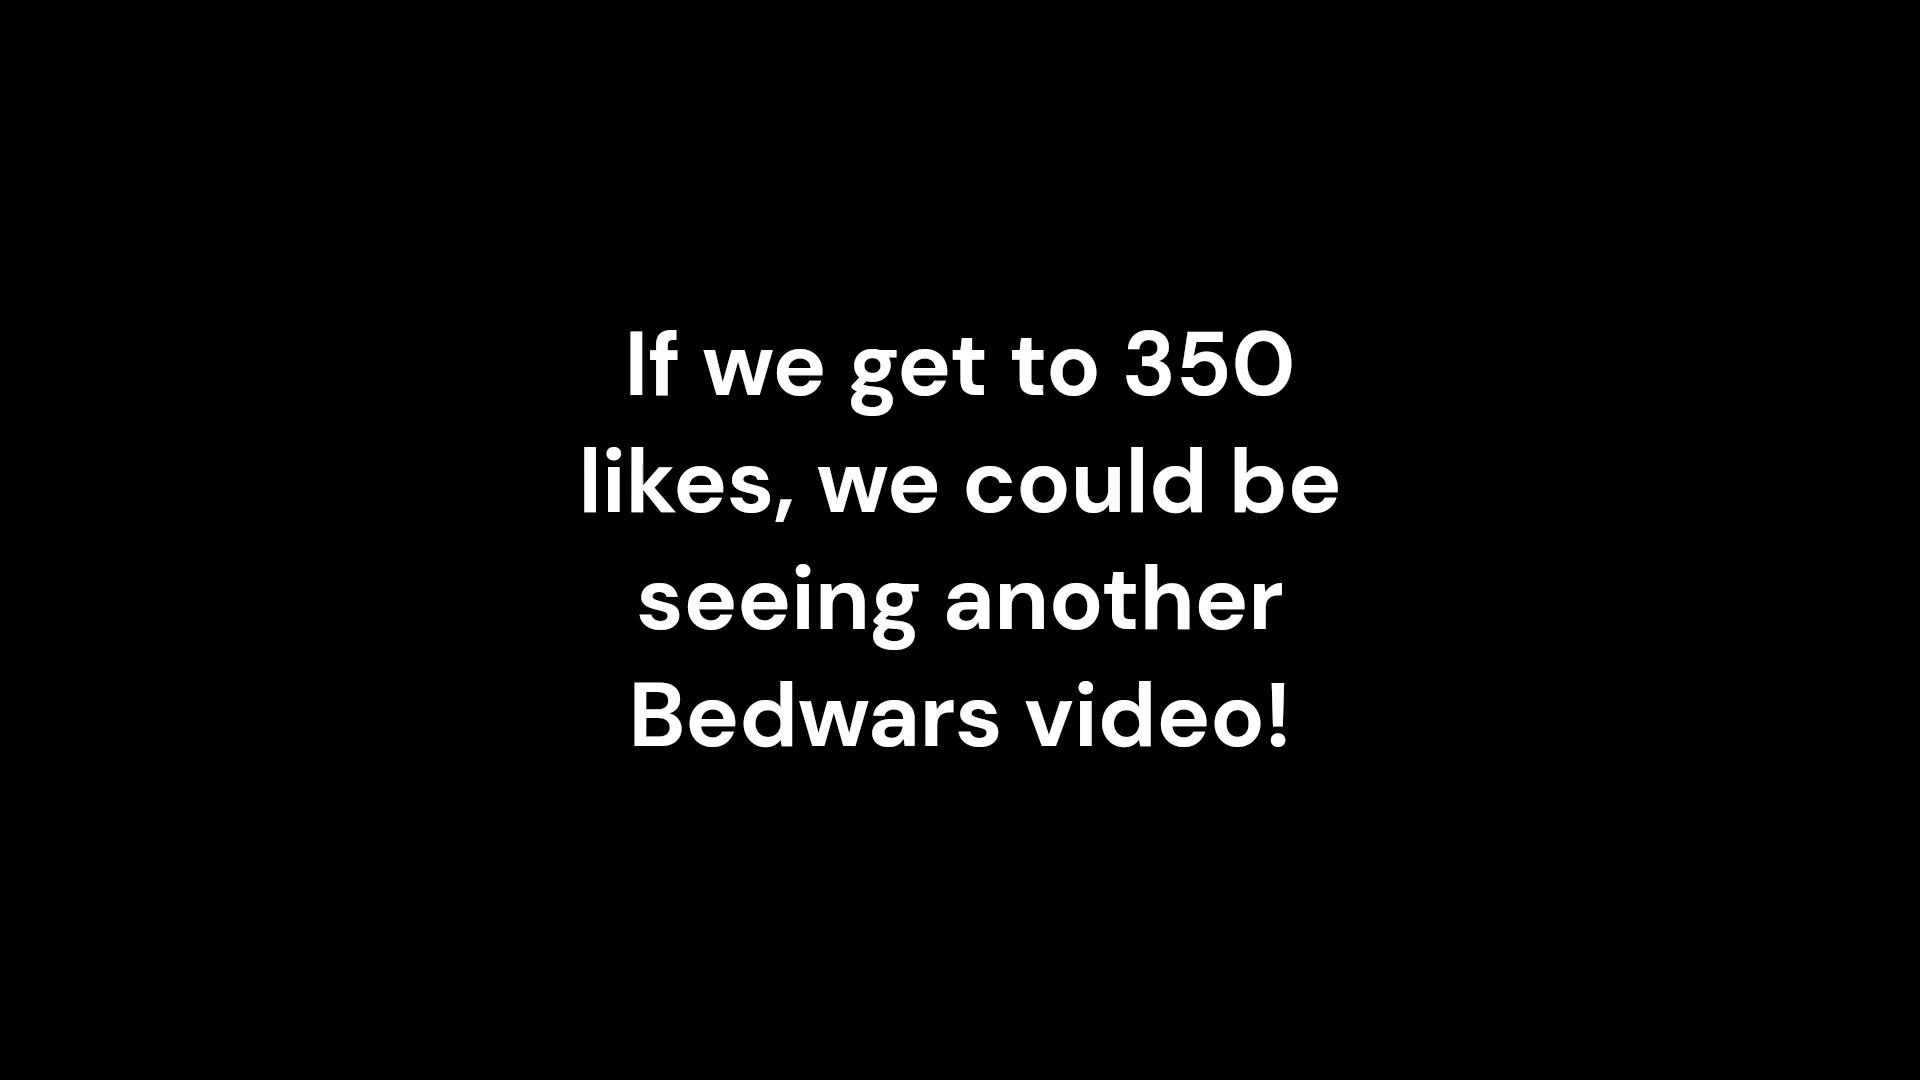 If we get to 350
likes, we could be
seeing another
Bedwars video!